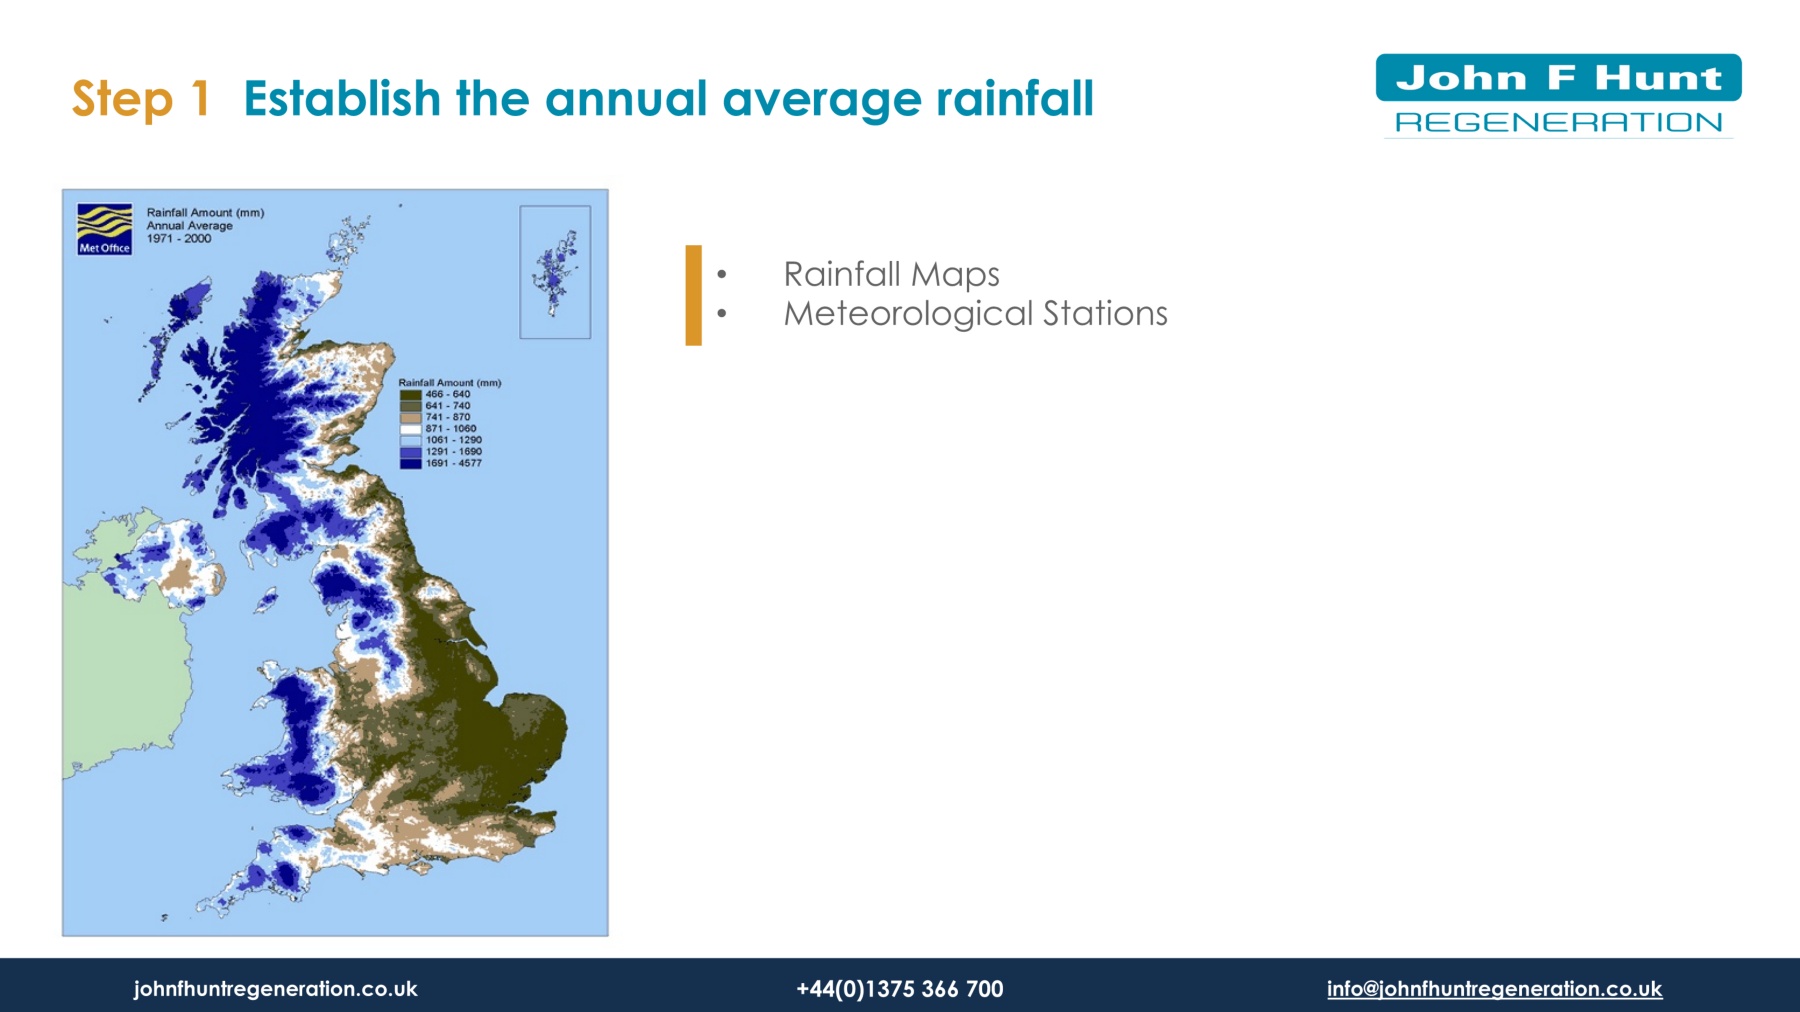 Step 1 Establish the annual average rainfall
John F Hunt
REGENERATION
Met Office
Rainfall Amount (mm)
Annual Average
1971 - 2000
Rainfall Amount (mm)
466 - 640
641 - 740
741 - 870
871 - 1060
1061 - 1290
1291 - 1690
1691 - 4577
• Rainfall Maps
• Meteorological Stations
johnfhuntregeneration.co.uk
+44(0)1375 366 700
info@johnfhuntregeneration.co.uk